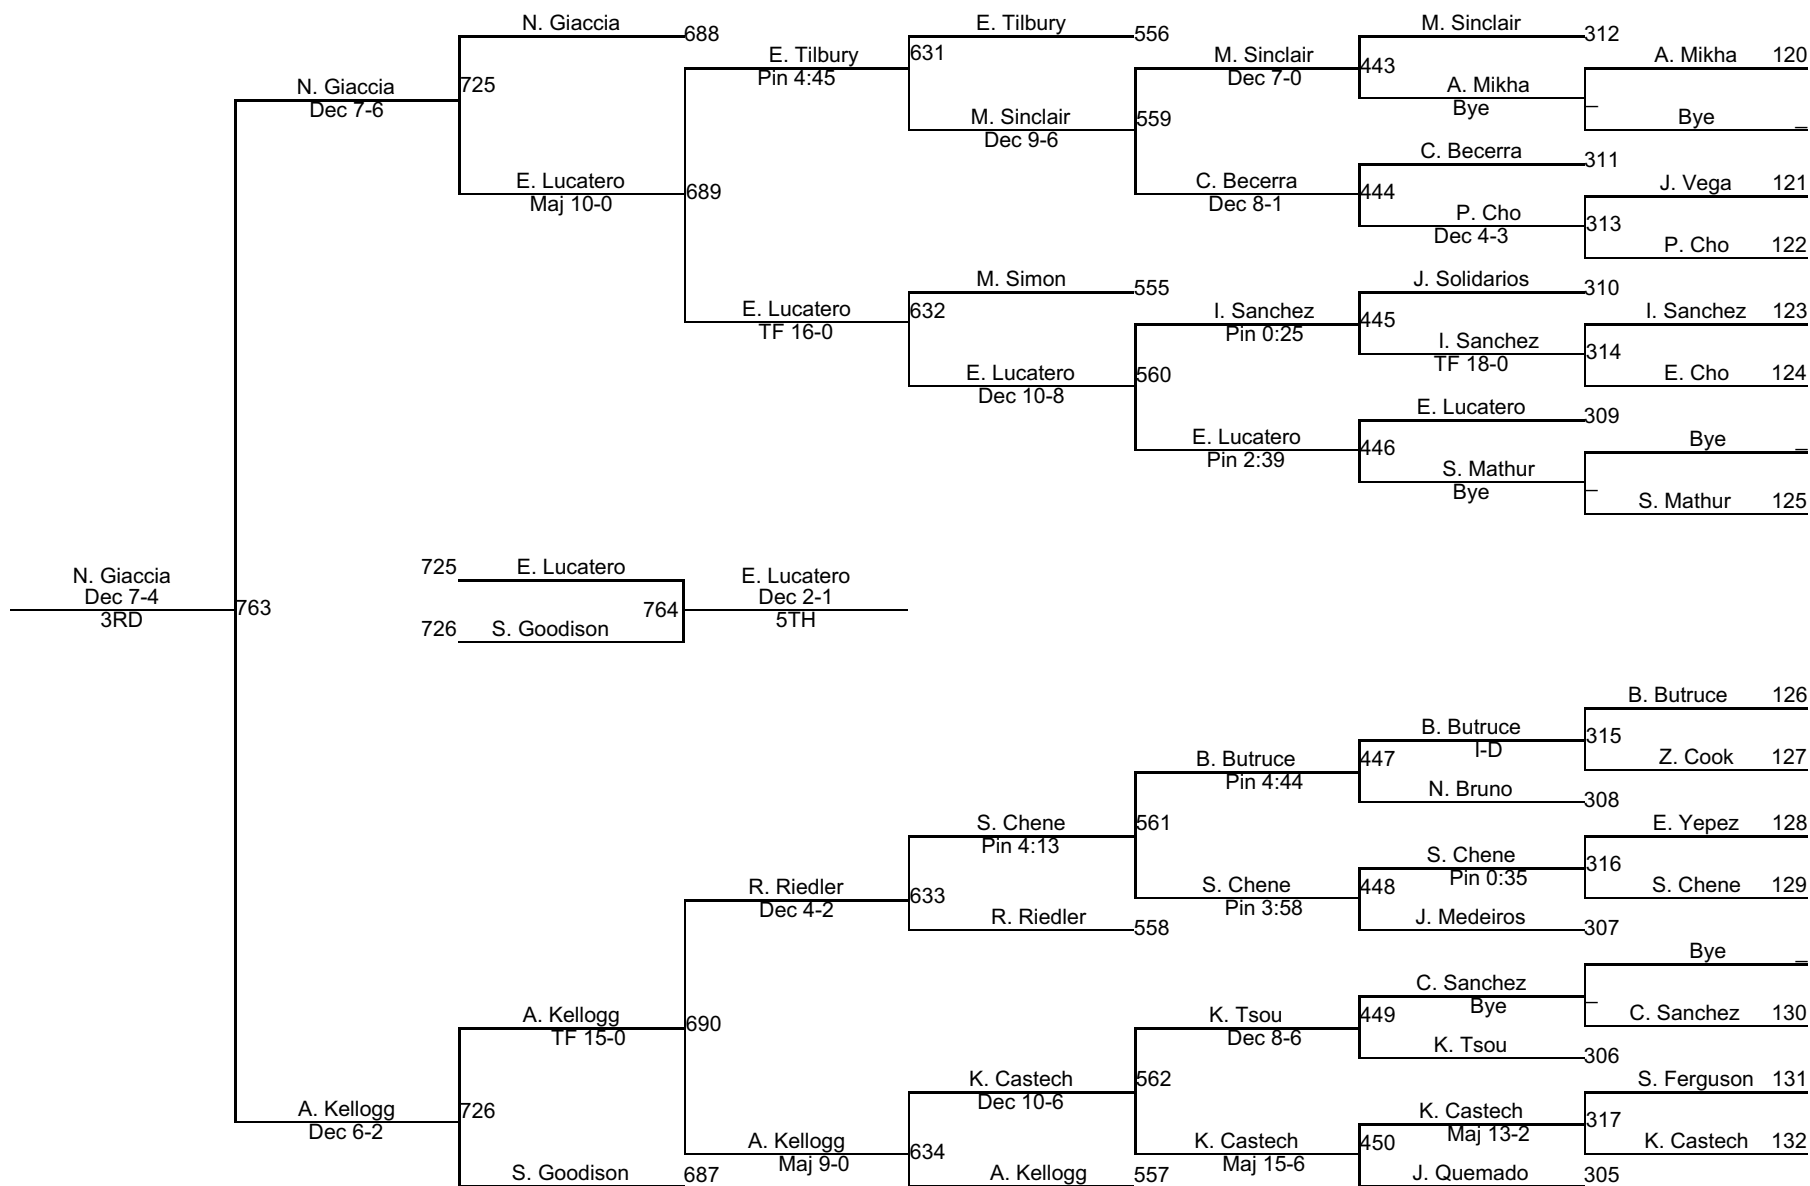 N. Giaccia 688
E. Tilbury 556
M. Sinclair 312
A. Mikha 120
E. Tilbury 631
Pin 4:45
M. Sinclair 443
Dec 7-0
N. Giaccia 725
Dec 7-6
A. Mikha _
Bye
Bye _
M. Sinclair 559
Dec 9-6
C. Becerra 311
J. Vega 121
E. Lucatero 689
Maj 10-0
C. Becerra 444
Dec 8-1
P. Cho 313
Dec 4-3
P. Cho 122
M. Simon 555
J. Solidarios 310
E. Lucatero 632
TF 16-0
I. Sanchez 445
Pin 0:25
I. Sanchez 123
I. Sanchez 314
TF 18-0
E. Cho 124
E. Lucatero 560
Dec 10-8
E. Lucatero 309
E. Lucatero 446
Pin 2:39
Bye _
S. Mathur _
Bye
S. Mathur 125
725 E. Lucatero
N. Giaccia
Dec 7-4
3RD
763
764
E. Lucatero
Dec 2-1
5TH
726 S. Goodison
B. Butruce 126
B. Butruce 315
I-D
B. Butruce 447
Pin 4:44
Z. Cook 127
N. Bruno 308
S. Chene 561
Pin 4:13
E. Yepez 128
S. Chene 316
Pin 0:35
R. Riedler 633
Dec 4-2
S. Chene 448
Pin 3:58
S. Chene 129
R. Riedler 558
J. Medeiros 307
Bye _
C. Sanchez _
Bye
A. Kellogg 690
TF 15-0
K. Tsou 449
Dec 8-6
C. Sanchez 130
K. Tsou 306
K. Castech 562
Dec 10-6
S. Ferguson 131
A. Kellogg 726
Dec 6-2
K. Castech 317
Maj 13-2
A. Kellogg 634
Maj 9-0
K. Castech 450
Maj 15-6
K. Castech 132
S. Goodison 687
A. Kellogg 557
J. Quemado 305